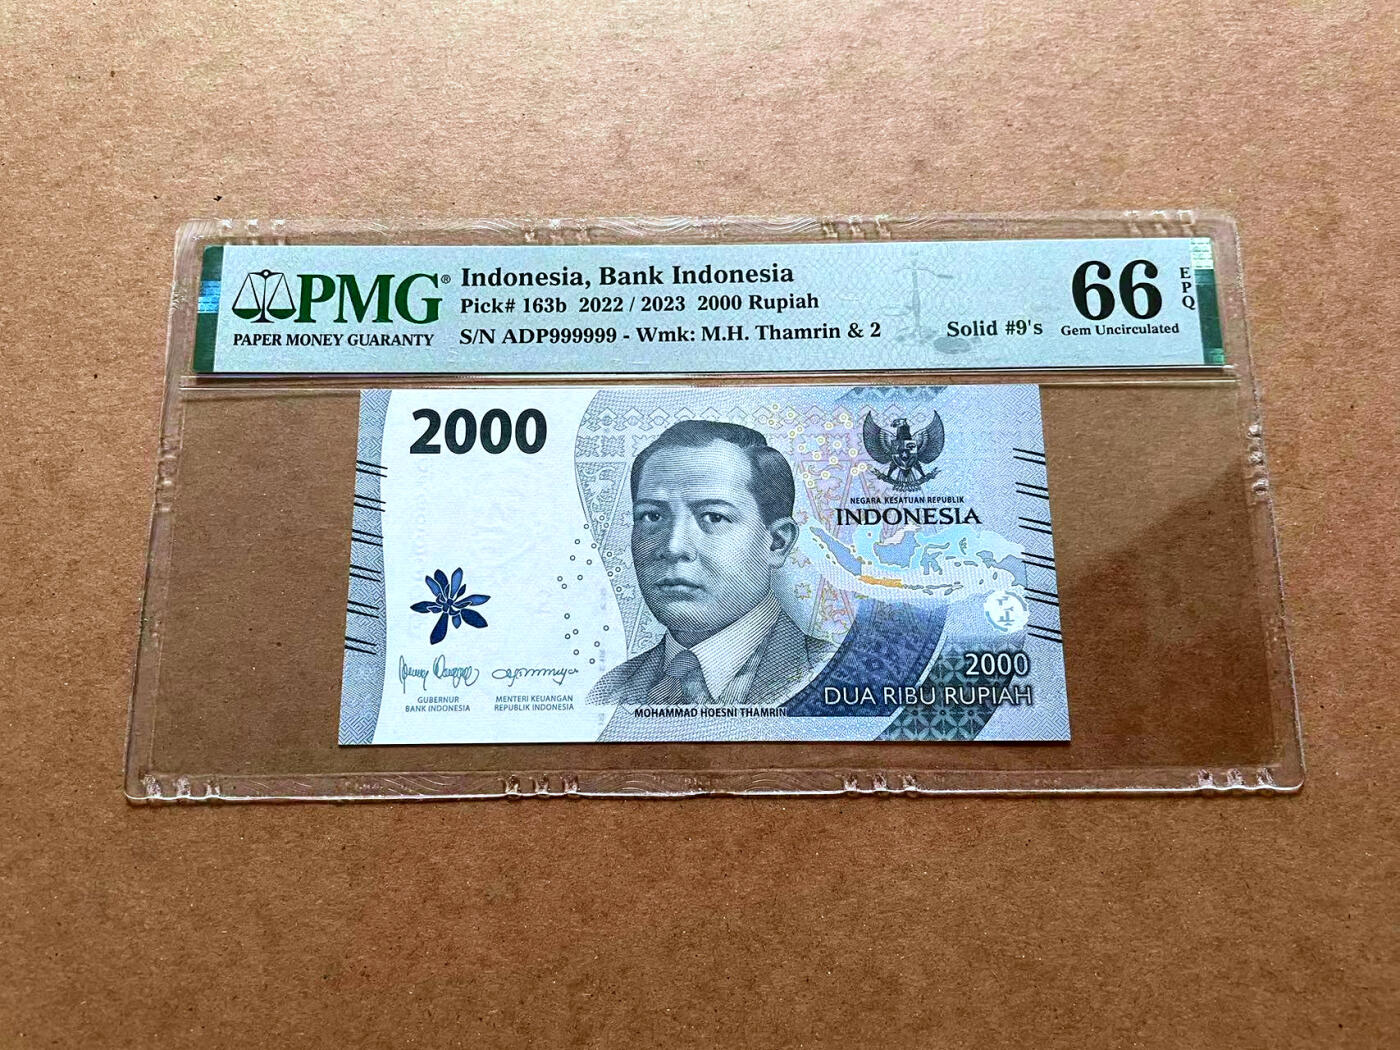 PMG®
PAPER MONEY GUARANTY
Indonesia, Bank Indonesia
Pick# 163b 2022 / 2023 2000 Rupiah
S/N ADP999999 - Wmk: M.H. Thamrin & 2
Solid #9's
66
EPQ
Gem Uncirculated
2000
NEGARA KESATUAN REPUBLIK
INDONESIA
GUBERNUR
BANK INDONESIA
MENTERI KEUANGAN
REPUBLIK INDONESIA
MOHAMMAD HOESNI THAMRIN
2000
DUA RIBU RUPIAH